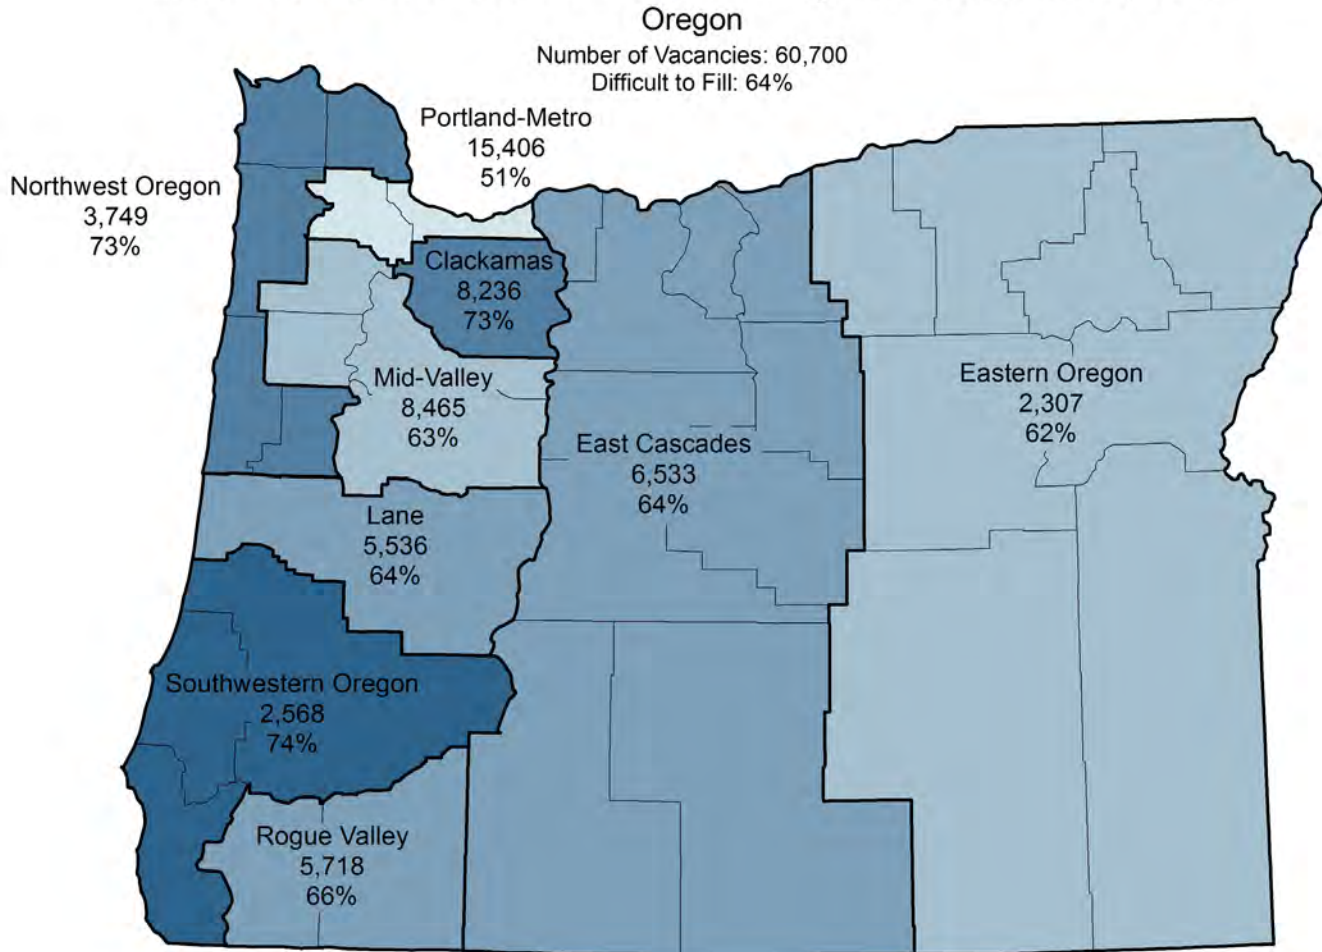 Oregon
Number of Vacancies: 60,700
Difficult to Fill: 64%
Portland-Metro
15,406
51%
Northwest Oregon
3,749
73%
Clackamas
8,236
73%
Mid-Valley
8,465
63%
Eastern Oregon
2,307
62%
East Cascades
6,533
64%
Lane
5,536
64%
Southwestern Oregon
2,568
74%
Rogue Valley
5,718
66%